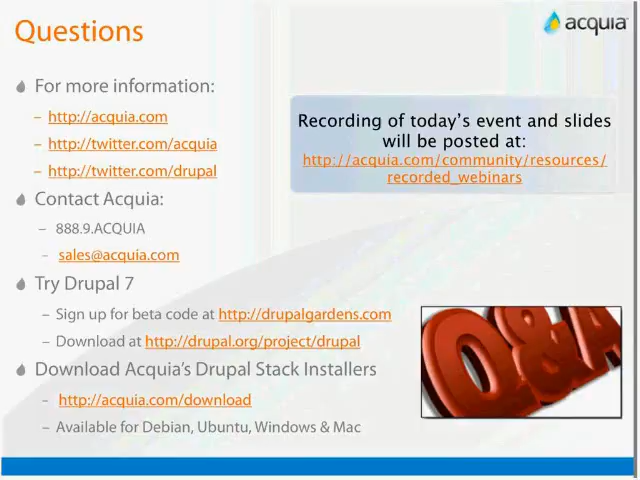 Questions
acquia
For more information:
– http://acquia.com
– http://twitter.com/acquia
– http://twitter.com/drupal
Contact Acquia:
– 888.9.ACQUIA
– sales@acquia.com
Try Drupal 7
– Sign up for beta code at http://drupalgardens.com
– Download at http://drupal.org/project/drupal
Download Acquia's Drupal Stack Installers
– http://acquia.com/download
– Available for Debian, Ubuntu, Windows & Mac
Recording of today's event and slides
will be posted at:
http://acquia.com/community/resources/
recorded_webinars
Q&A